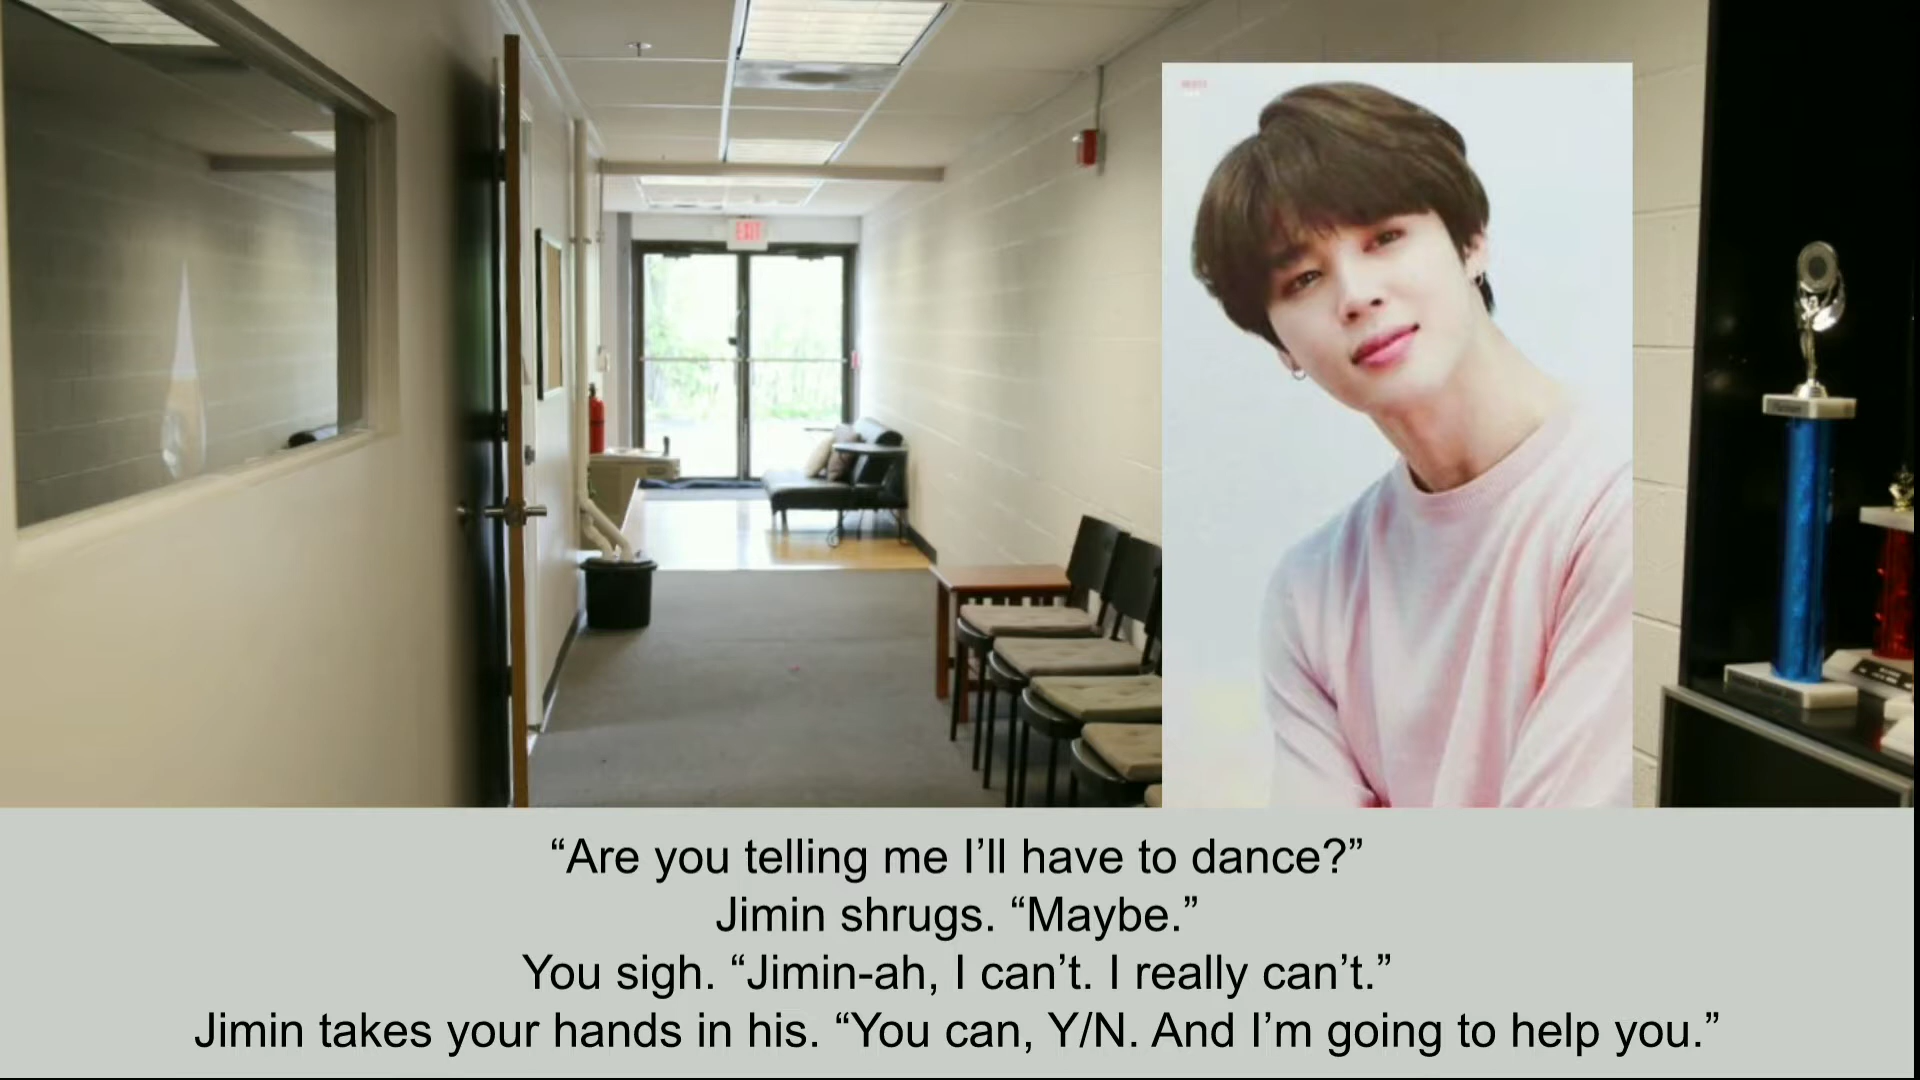 EXIT
“Are you telling me I’ll have to dance?”
Jimin shrugs. “Maybe.”
You sigh. “Jimin-ah, I can’t. I really can’t.”
Jimin takes your hands in his. “You can, Y/N. And I’m going to help you.”